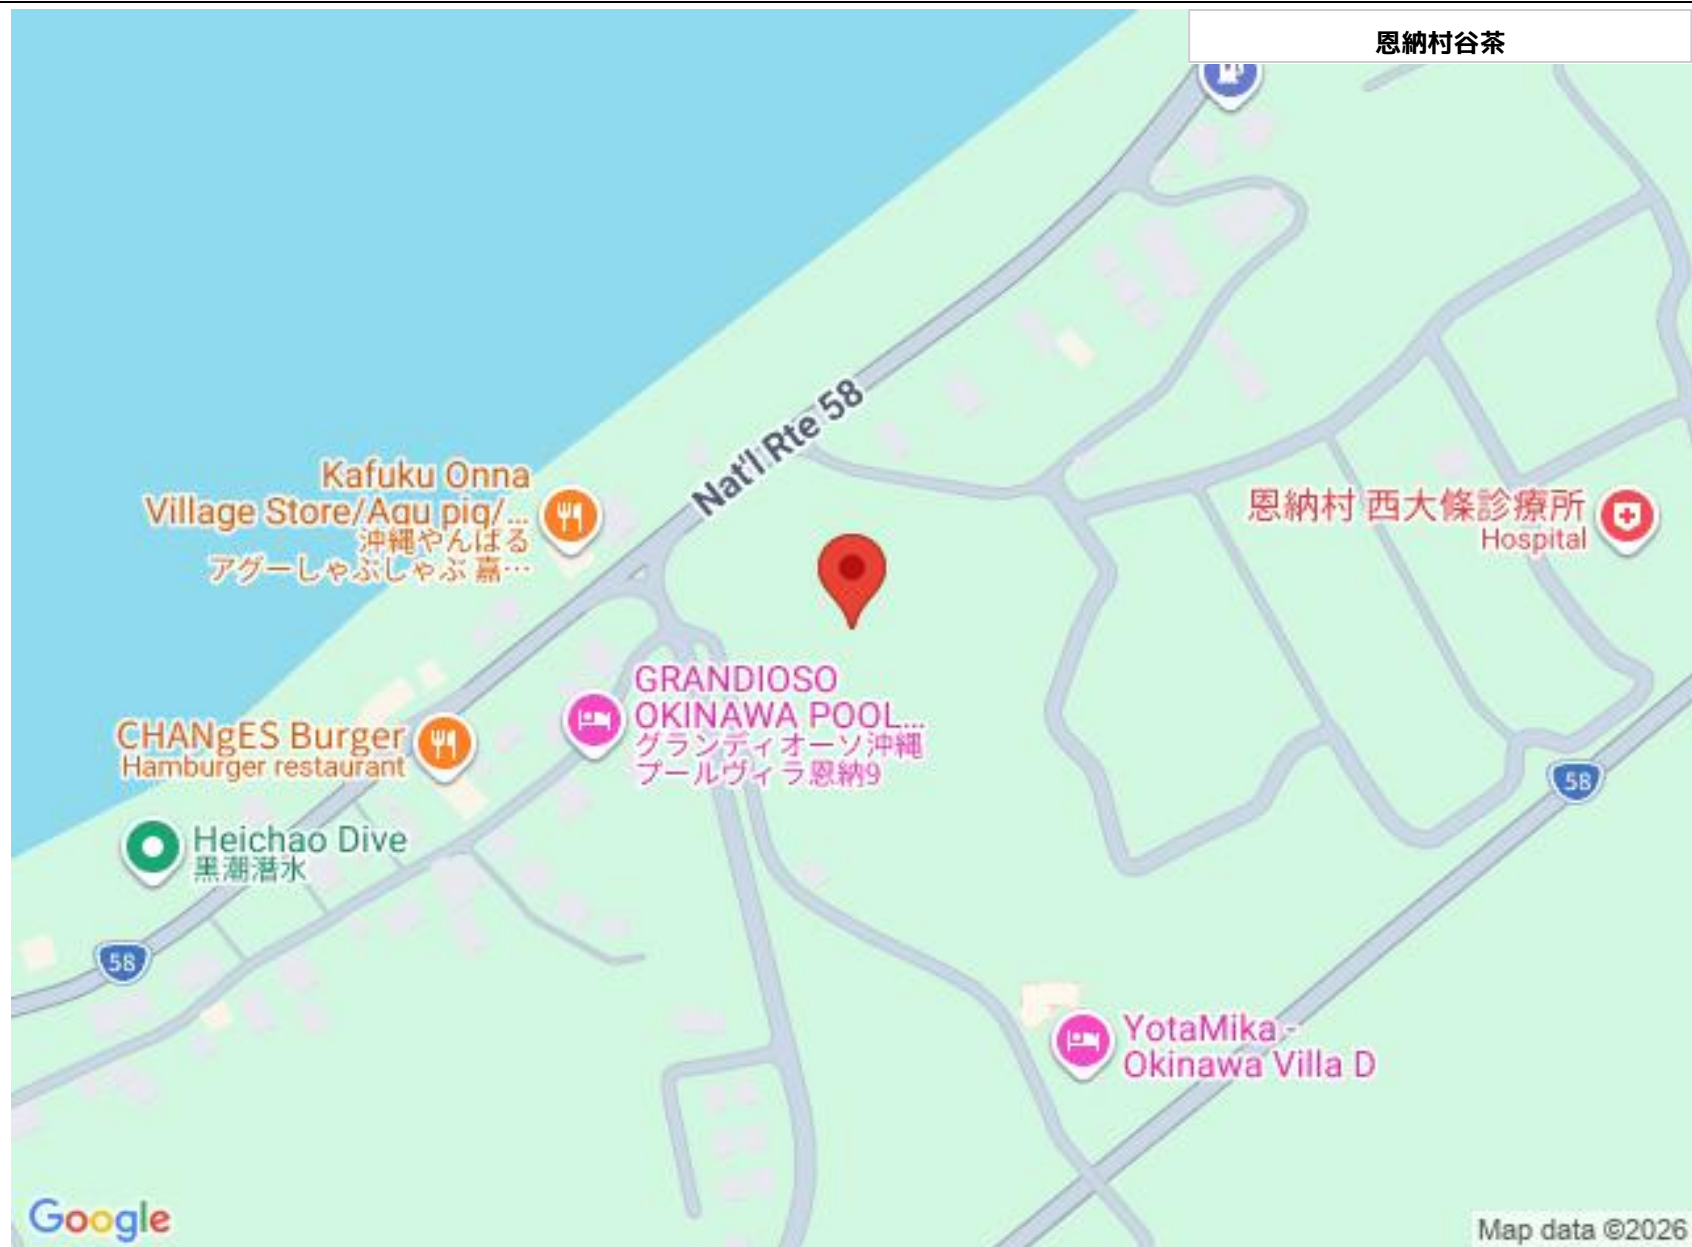 恩納村谷茶
Nat'l Rte 58
Kafuku Onna
Village Store/Agu pig/...
沖縄やんばる
アグーしゃぶしゃぶ 嘉…
恩納村 西大條診療所
Hospital
GRANDIOSO
OKINAWA POOL...
グランディオーソ沖縄
プールヴィラ恩納9
CHANgES Burger
Hamburger restaurant
58
Heichao Dive
黒潮潜水
58
YotaMika -
Okinawa Villa D
Google
Map data ©2026